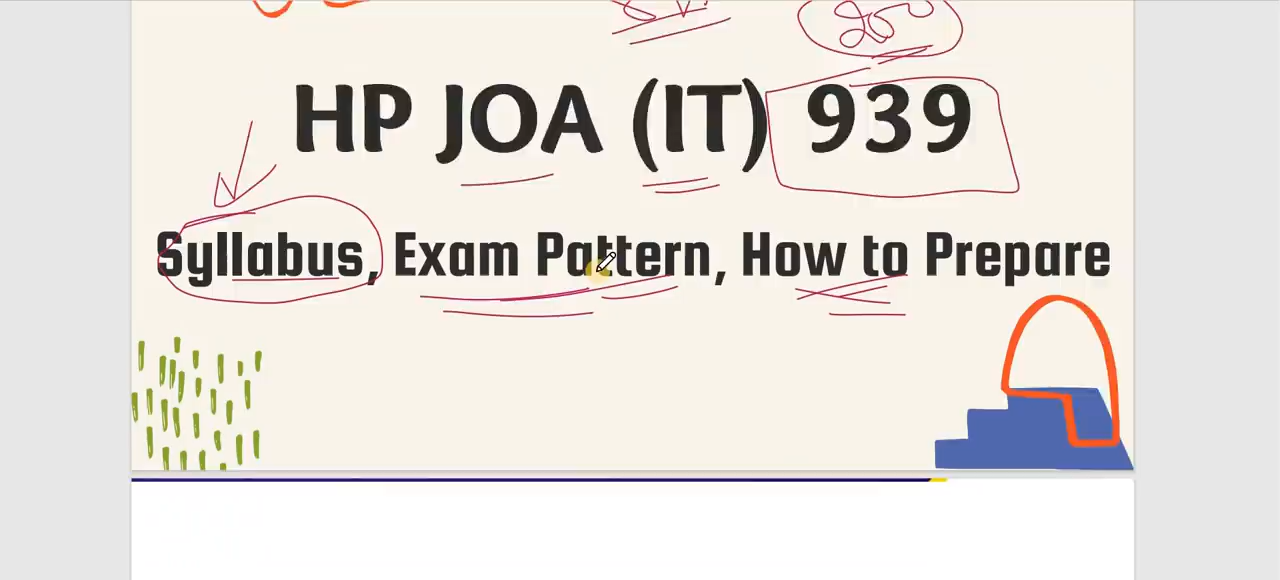 HP JOA (IT) 939
Syllabus, Exam Pattern, How to Prepare